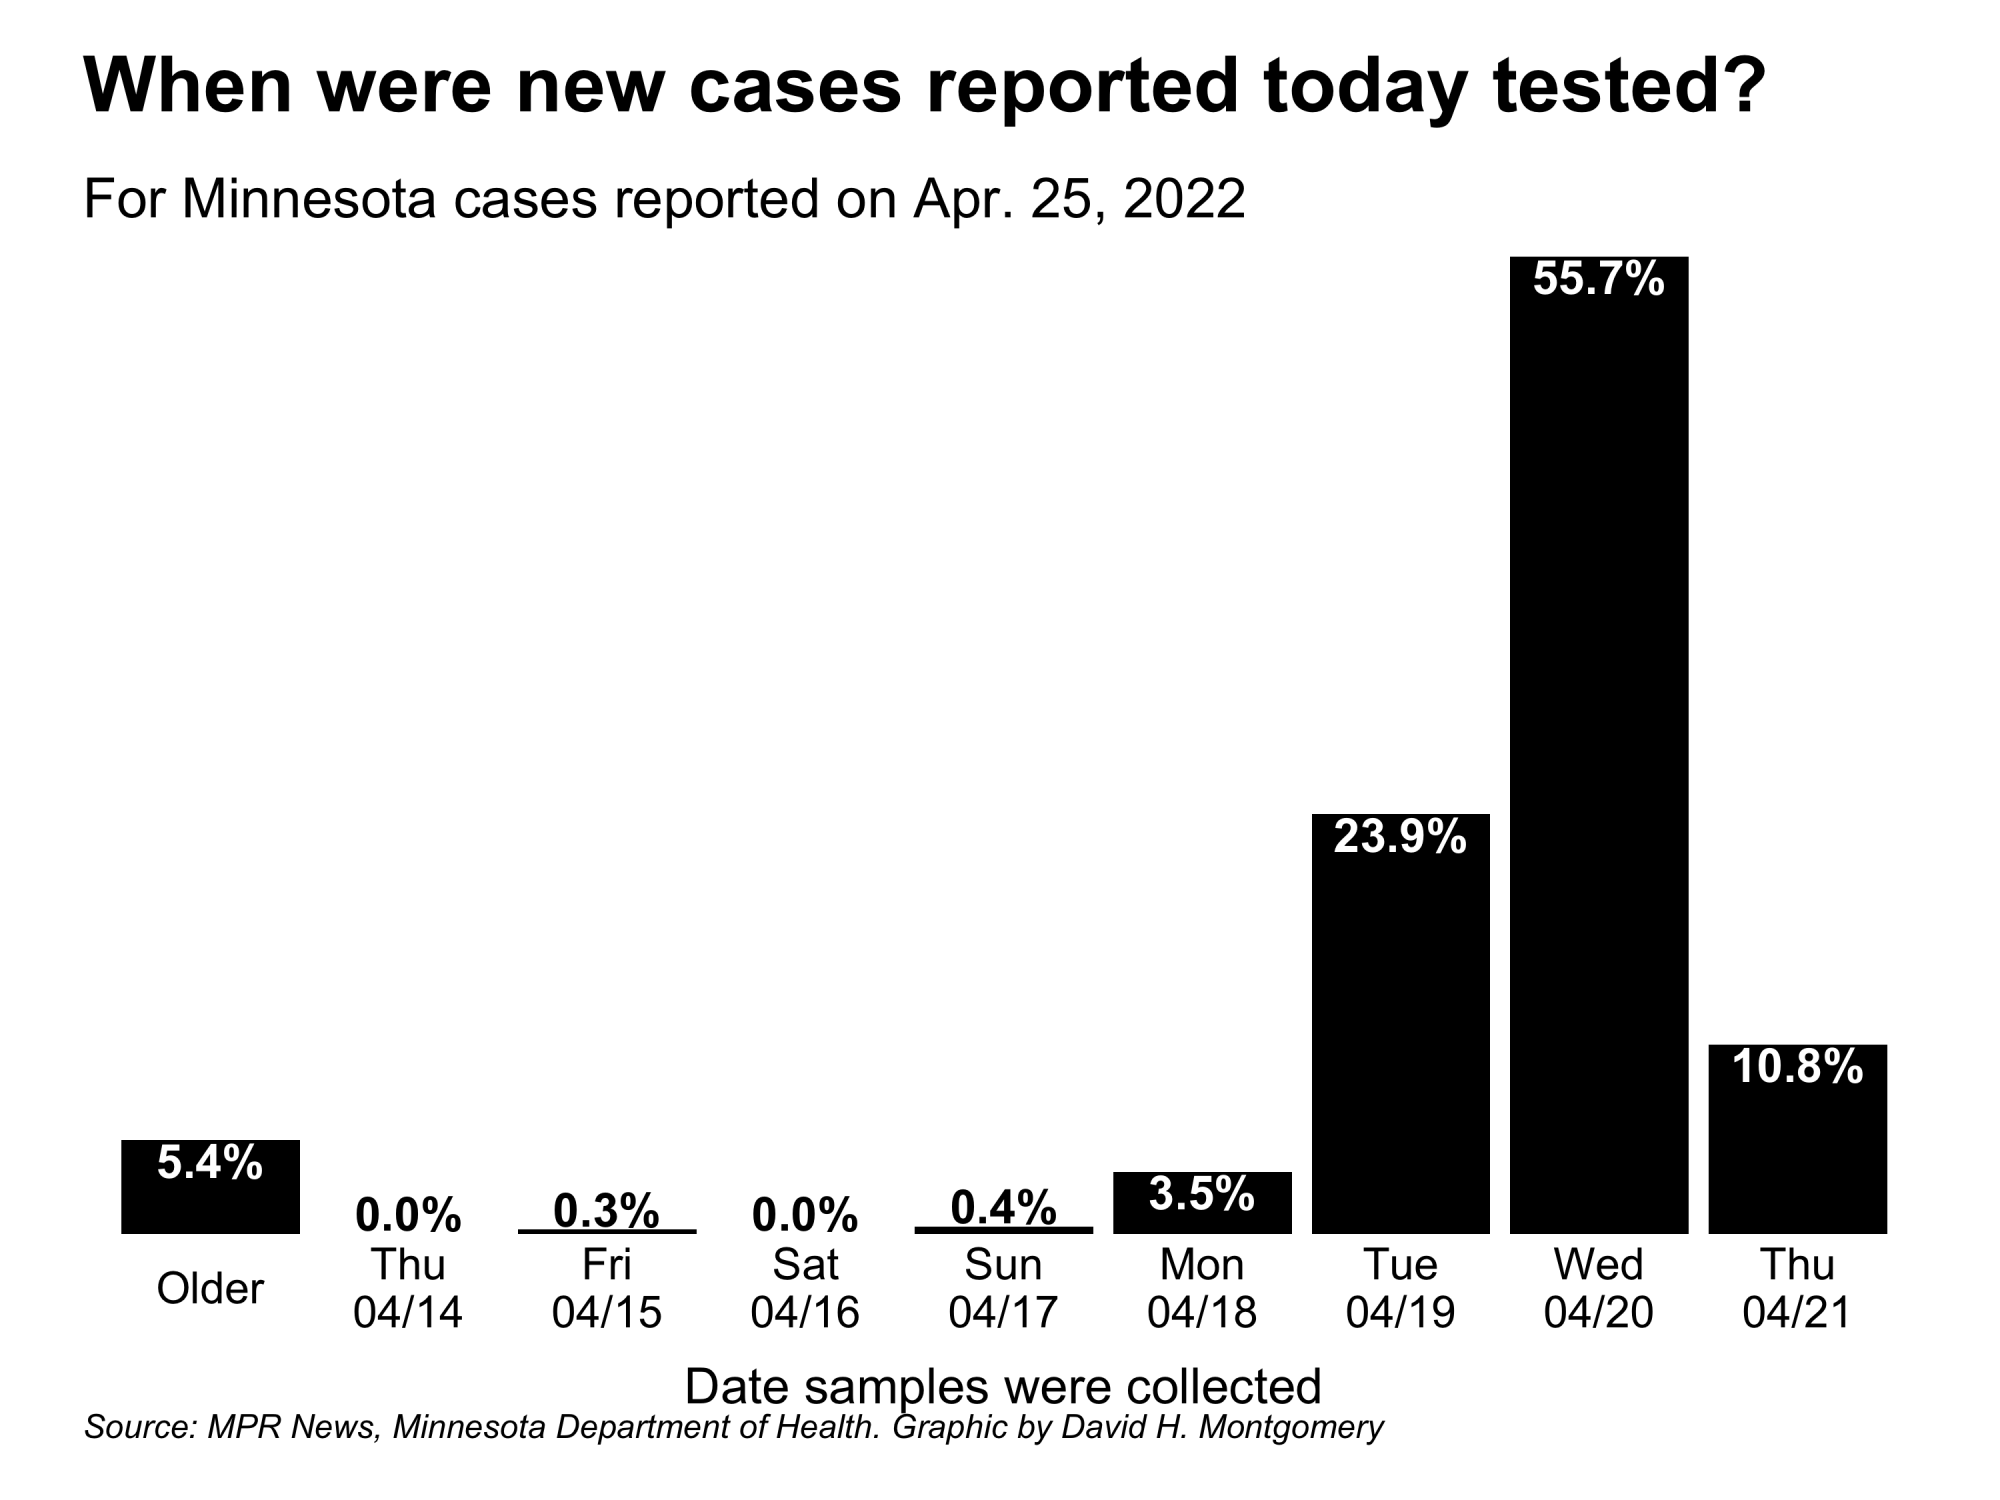 When were new cases reported today tested?
For Minnesota cases reported on Apr. 25, 2022
55.7%
23.9%
10.8%
5.4%
3.5%
0.0%
0.3%
0.0%
0.4%
Older
Thu
04/14
Fri
04/15
Sat
04/16
Sun
04/17
Mon
04/18
Tue
04/19
Wed
04/20
Thu
04/21
Date samples were collected
Source: MPR News, Minnesota Department of Health. Graphic by David H. Montgomery